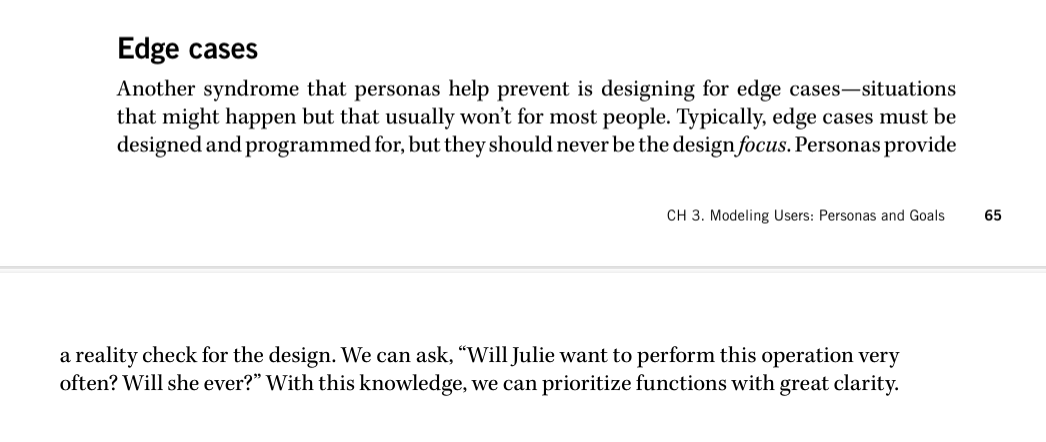 Edge cases
Another syndrome that personas help prevent is designing for edge cases—situations
that might happen but that usually won’t for most people. Typically, edge cases must be
designed and programmed for, but they should never be the design focus. Personas provide
CH 3. Modeling Users: Personas and Goals 65
a reality check for the design. We can ask, “Will Julie want to perform this operation very
often? Will she ever?” With this knowledge, we can prioritize functions with great clarity.